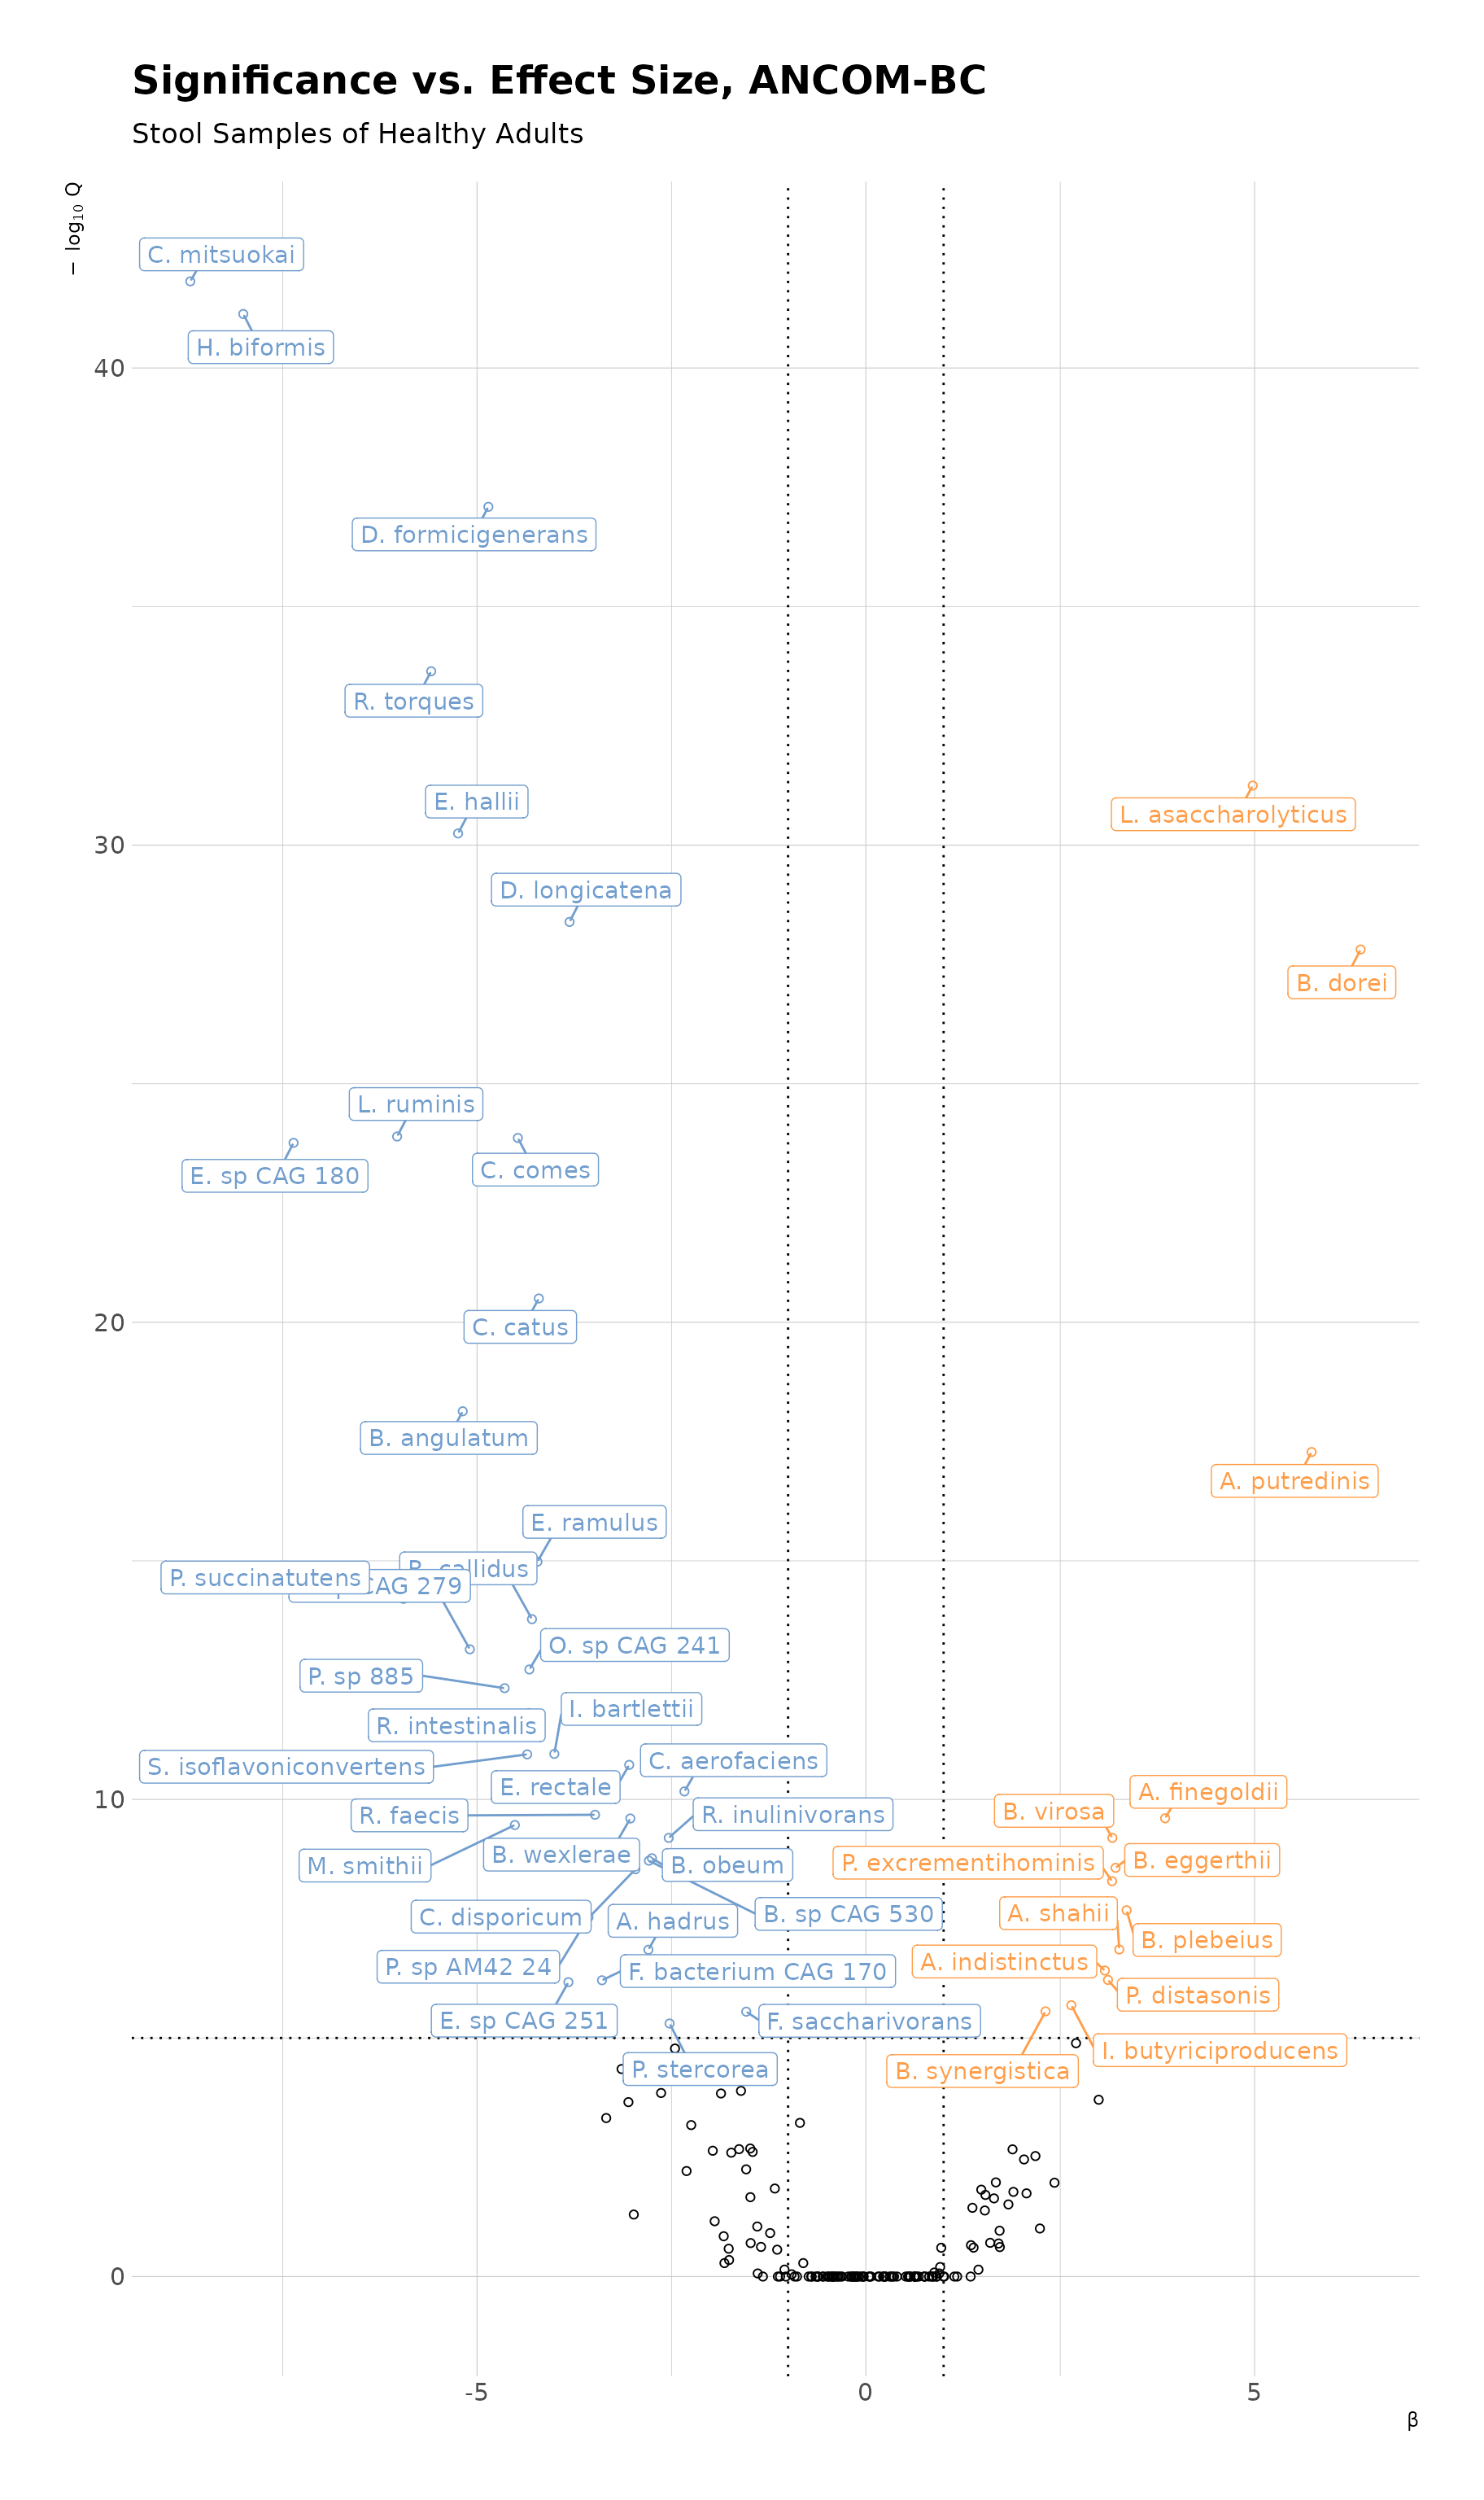 Significance vs. Effect Size, ANCOM-BC
Stool Samples of Healthy Adults
− log₁₀ Q
C. mitsuokai
H. biformis
40
D. formicigenerans
R. torques
E. hallii
L. asaccharolyticus
30
D. longicatena
B. dorei
L. ruminis
C. comes
E. sp CAG 180
20
C. catus
B. angulatum
A. putredinis
E. ramulus
callidus
P. succinatutens
CAG 279
O. sp CAG 241
P. sp 885
I. bartlettii
R. intestinalis
C. aerofaciens
S. isoflavoniconvertens
E. rectale
A. finegoldii
10
B. virosa
R. faecis
R. inulinivorans
B. wexlerae
P. excrementihominis
B. eggerthii
M. smithii
B. obeum
C. disporicum
A. hadrus
B. sp CAG 530
A. shahii
B. plebeius
A. indistinctus
P. sp AM42 24
F. bacterium CAG 170
P. distasonis
E. sp CAG 251
F. saccharivorans
I. butyriciproducens
P. stercorea
B. synergistica
0
-5
0
5
β